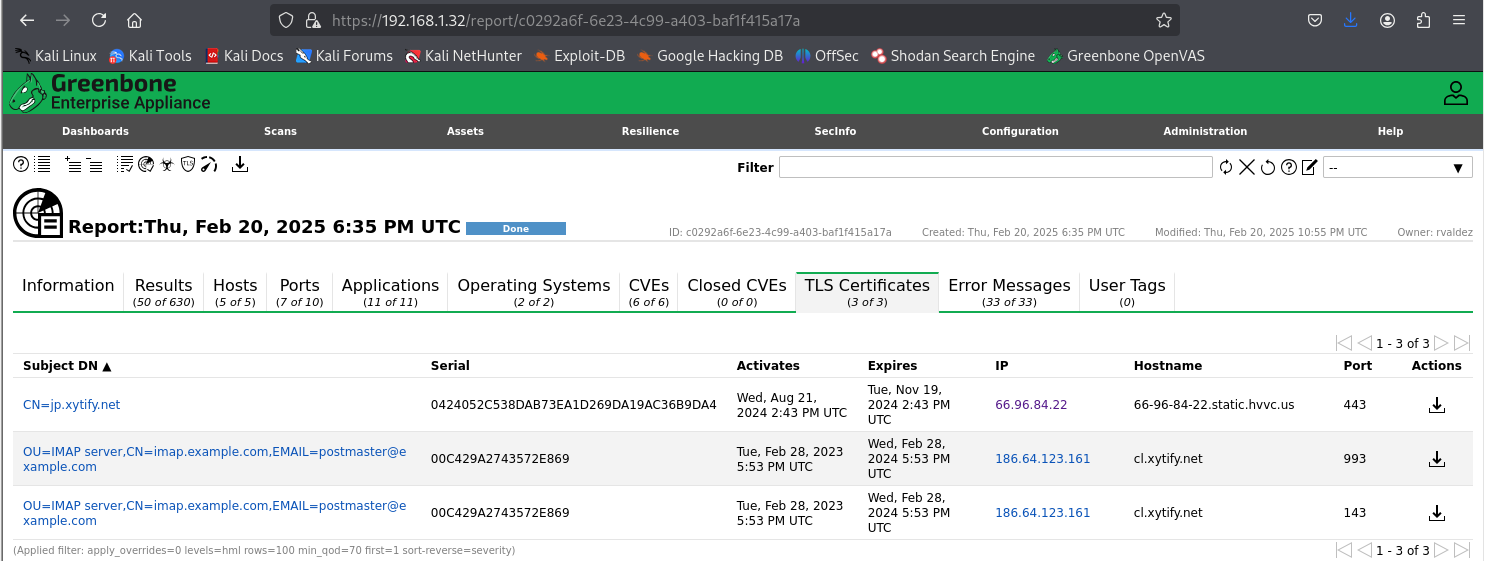 https://192.168.1.32/report/c0292a6f-6e23-4c99-a403-baf1f415a17a
Kali Linux Kali Tools Kali Docs Kali Forums Kali NetHunter Exploit-DB Google Hacking DB OffSec Shodan Search Engine Greenbone OpenVAS
Greenbone
Enterprise Appliance
Dashboards Scans Assets Resilience SecInfo Configuration Administration Help
TLS Filter --
Report:Thu, Feb 20, 2025 6:35 PM UTC Done ID: c0292a6f-6e23-4c99-a403-baf1f415a17a Created: Thu, Feb 20, 2025 6:35 PM UTC Modified: Thu, Feb 20, 2025 10:55 PM UTC Owner: rvaldez
Information Results Hosts Ports Applications Operating Systems CVEs Closed CVEs TLS Certificates Error Messages User Tags
(50 of 630) (5 of 5) (7 of 10) (11 of 11) (2 of 2) (6 of 6) (0 of 0) (3 of 3) (33 of 33) (0)
1 - 3 of 3
Subject DN ▲ Serial Activates Expires IP Hostname Port Actions
CN=jp.xytify.net 0424052C538DAB73EA1D269DA19AC36B9DA4 Wed, Aug 21, 2024 2:43 PM UTC Tue, Nov 19, 2024 2:43 PM UTC 66.96.84.22 66-96-84-22.static.hvvc.us 443
OU=IMAP server,CN=imap.example.com,EMAIL=postmaster@example.com 00C429A2743572E869 Tue, Feb 28, 2023 5:53 PM UTC Wed, Feb 28, 2024 5:53 PM UTC 186.64.123.161 cl.xytify.net 993
OU=IMAP server,CN=imap.example.com,EMAIL=postmaster@example.com 00C429A2743572E869 Tue, Feb 28, 2023 5:53 PM UTC Wed, Feb 28, 2024 5:53 PM UTC 186.64.123.161 cl.xytify.net 143
(Applied filter: apply_overrides=0 levels=hml rows=100 min_qod=70 first=1 sort-reverse=severity) 1 - 3 of 3